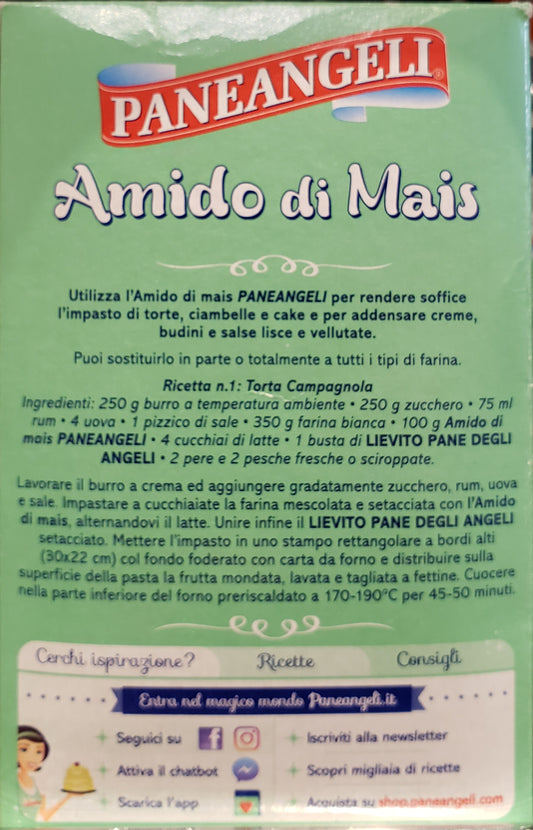 PANEANGELI®
Amido di Mais
Utilizza l'Amido di mais PANEANGELI per rendere soffice
l'impasto di torte, ciambelle e cake e per addensare creme,
budini e salse lisce e vellutate.
Puoi sostituirlo in parte o totalmente a tutti i tipi di farina.
Ricetta n.1: Torta Campagnola
Ingredienti: 250 g burro a temperatura ambiente • 250 g zucchero • 75 ml
rum • 4 uova • 1 pizzico di sale • 350 g farina bianca • 100 g Amido di
mais PANEANGELI • 4 cucchiai di latte • 1 busta di LIEVITO PANE DEGLI
ANGELI • 2 pere e 2 pesche fresche o sciroppate.
Lavorare il burro a crema ed aggiungere gradatamente zucchero, rum, uova
e sale. Impastare a cucchiaiate la farina mescolata e setacciata con l'Amido
di mais, alternandovi il latte. Unire infine il LIEVITO PANE DEGLI ANGELI
setacciato. Mettere l'impasto in uno stampo rettangolare a bordi alti
(30x22 cm) col fondo foderato con carta da forno e distribuire sulla
superficie della pasta la frutta mondata, lavata e tagliata a fettine. Cuocere
nella parte inferiore del forno preriscaldato a 170-190°C per 45-50 minuti.
Cerchi ispirazione? Ricette Consigli
Entra nel magico mondo Paneangeli.it
Seguici su Iscriviti alla newsletter
Attiva il chatbot Scopri migliaia di ricette
Scarica l'app Acquista su shop.paneangeli.com